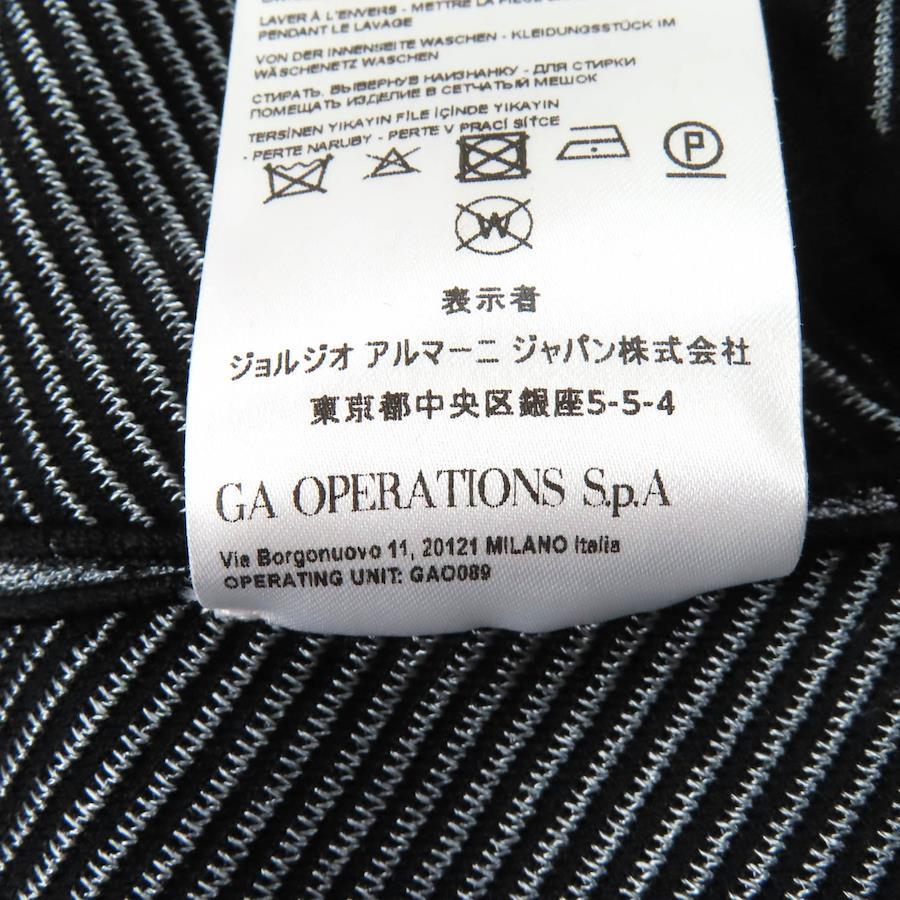 LAVER À L'ENVERS - METTRE LA PIÈCE
PENDANT LE LAVAGE
VON DER INNENSEITE WASCHEN - KLEIDUNGSSTÜCK IM
WÄSCHENETZ WASCHEN
СТИРАТЬ, ВЫВЕРНУВ НАИЗНАНКУ - ДЛЯ СТИРКИ
ПОМЕЩАТЬ ИЗДЕЛИЕ В СЕТЧАТЫЙ МЕШОК
TERSİNEN YIKAYIN FİLE İÇİNDE YIKAYIN
- PERTE NARUBY - PERTE V PRACÍ SÍŤCE
P
W
表示者
ジョルジオ アルマーニ ジャパン株式会社
東京都中央区銀座5-5-4
GA OPERATIONS S.p.A
Via Borgonuovo 11, 20121 MILANO Italia
OPERATING UNIT: GAO089